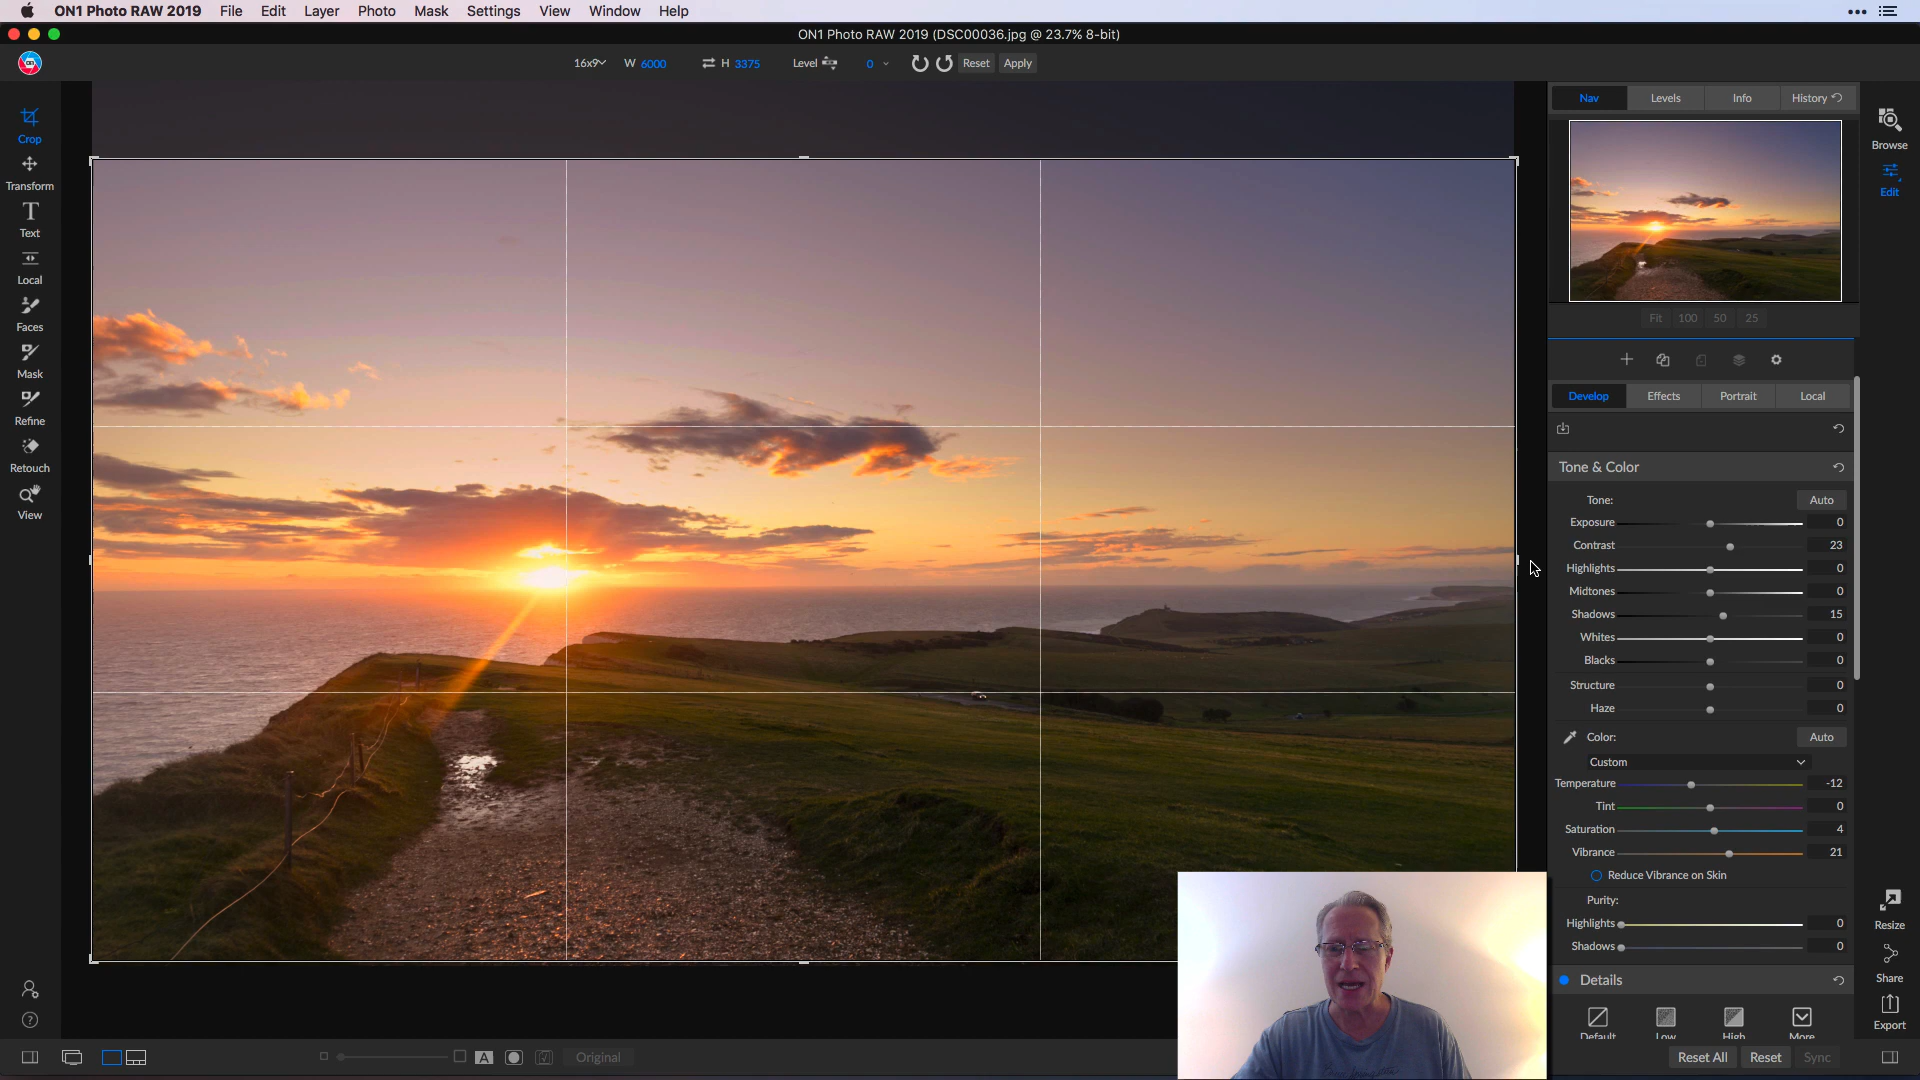 ON1 Photo RAW 2019 File Edit Layer Photo Mask Settings View Window Help
ON1 Photo RAW 2019 (DSC00036.jpg @ 23.7% 8-bit)
16x9 W 6000 H 3375 Level 0 Reset Apply
Crop
Transform
Text
Local
Faces
Mask
Refine
Retouch
View
Nav Levels Info History
Fit 100 50 25
Develop Effects Portrait Local
Tone & Color
Tone: Auto
Exposure 0
Contrast 23
Highlights 0
Midtones 0
Shadows 15
Whites 0
Blacks 0
Structure 0
Haze 0
Color: Auto
Custom
Temperature -12
Tint 0
Saturation 4
Vibrance 21
Reduce Vibrance on Skin
Purity:
Highlights 0
Shadows 0
Details
Default Low High More
Reset All Reset Sync
Browse
Edit
Resize
Share
Export
A Original